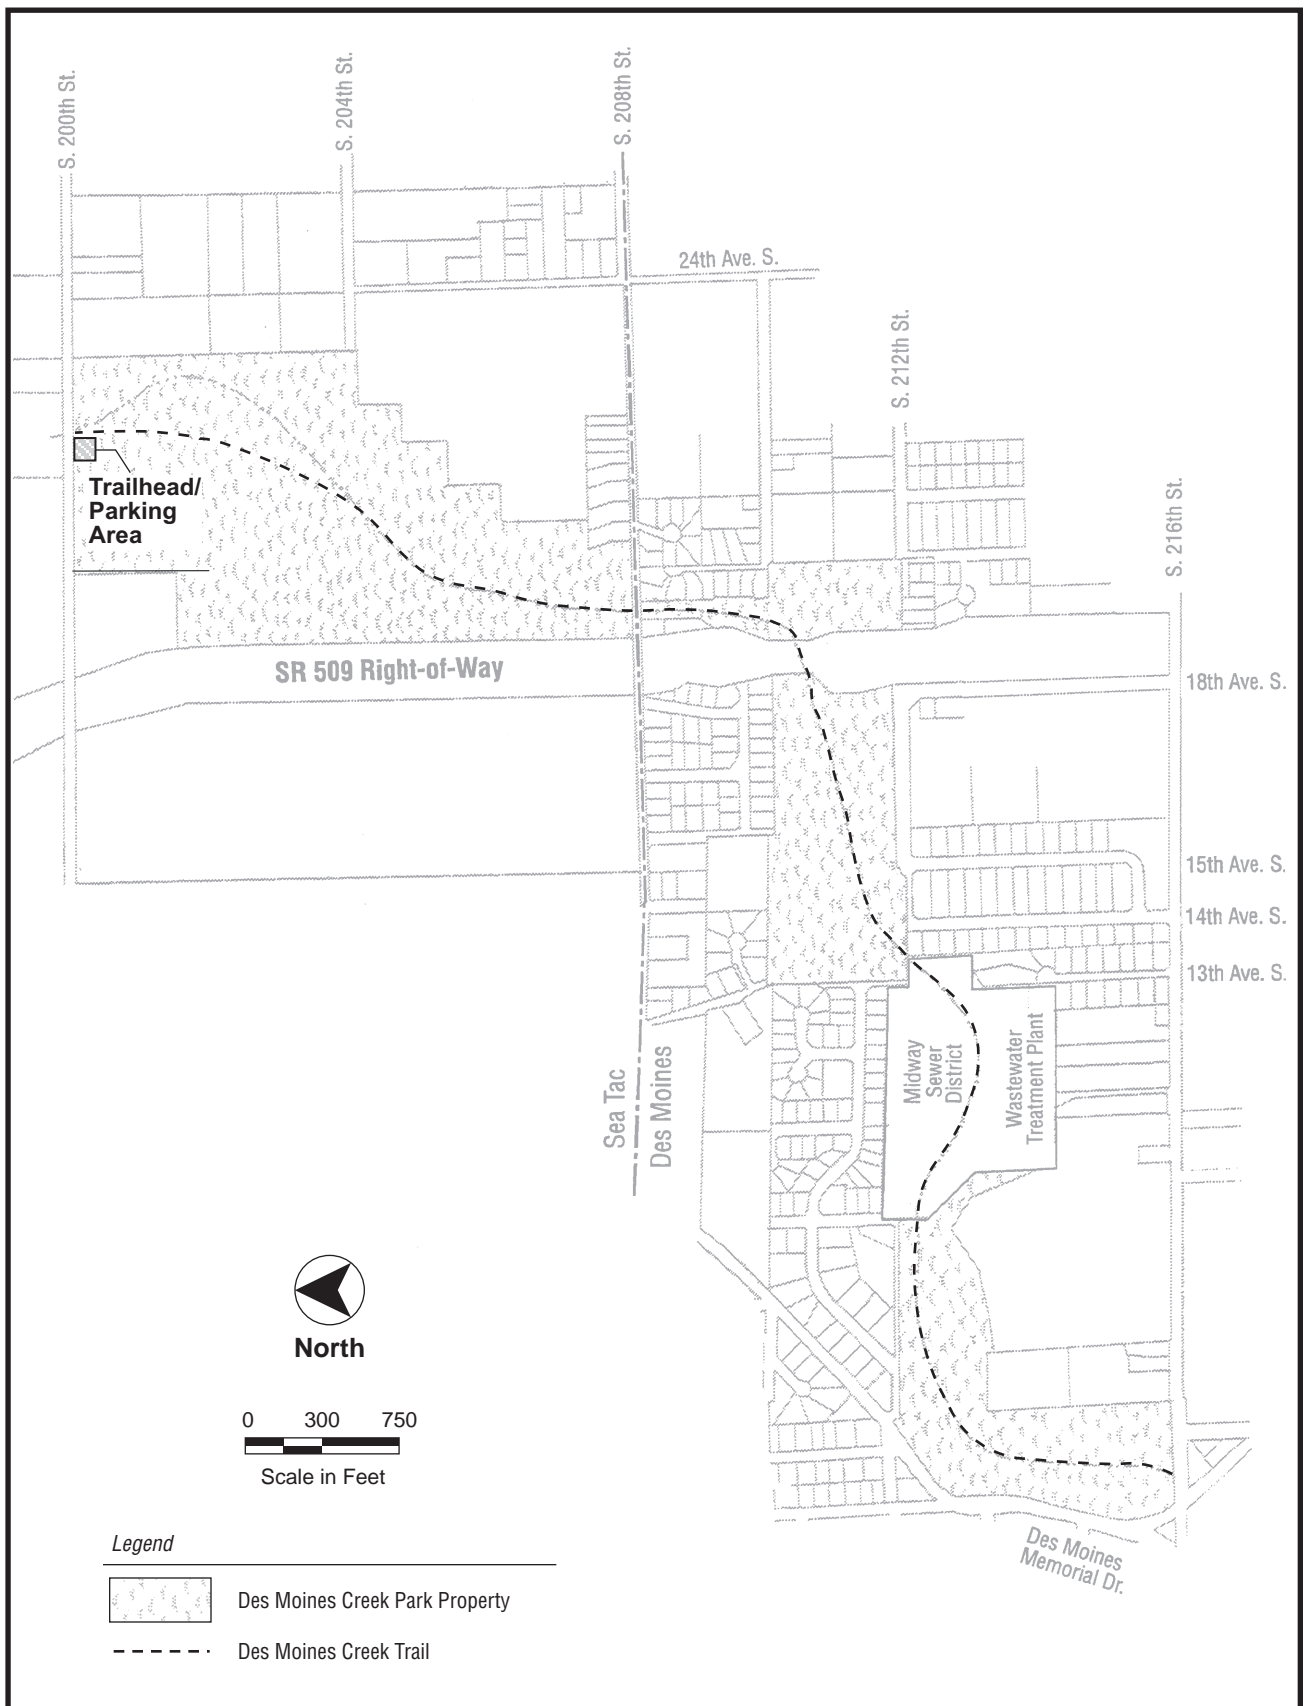 S. 200th St.
S. 204th St.
S. 208th St.
24th Ave. S.
S. 212th St.
S. 216th St.
Trailhead/
Parking
Area
SR 509 Right-of-Way
18th Ave. S.
15th Ave. S.
14th Ave. S.
13th Ave. S.
Midway
Sewer
District
Wastewater
Treatment Plant
Sea Tac
Des Moines
North
0 300 750
Scale in Feet
Des Moines
Memorial Dr.
Legend
Des Moines Creek Park Property
Des Moines Creek Trail